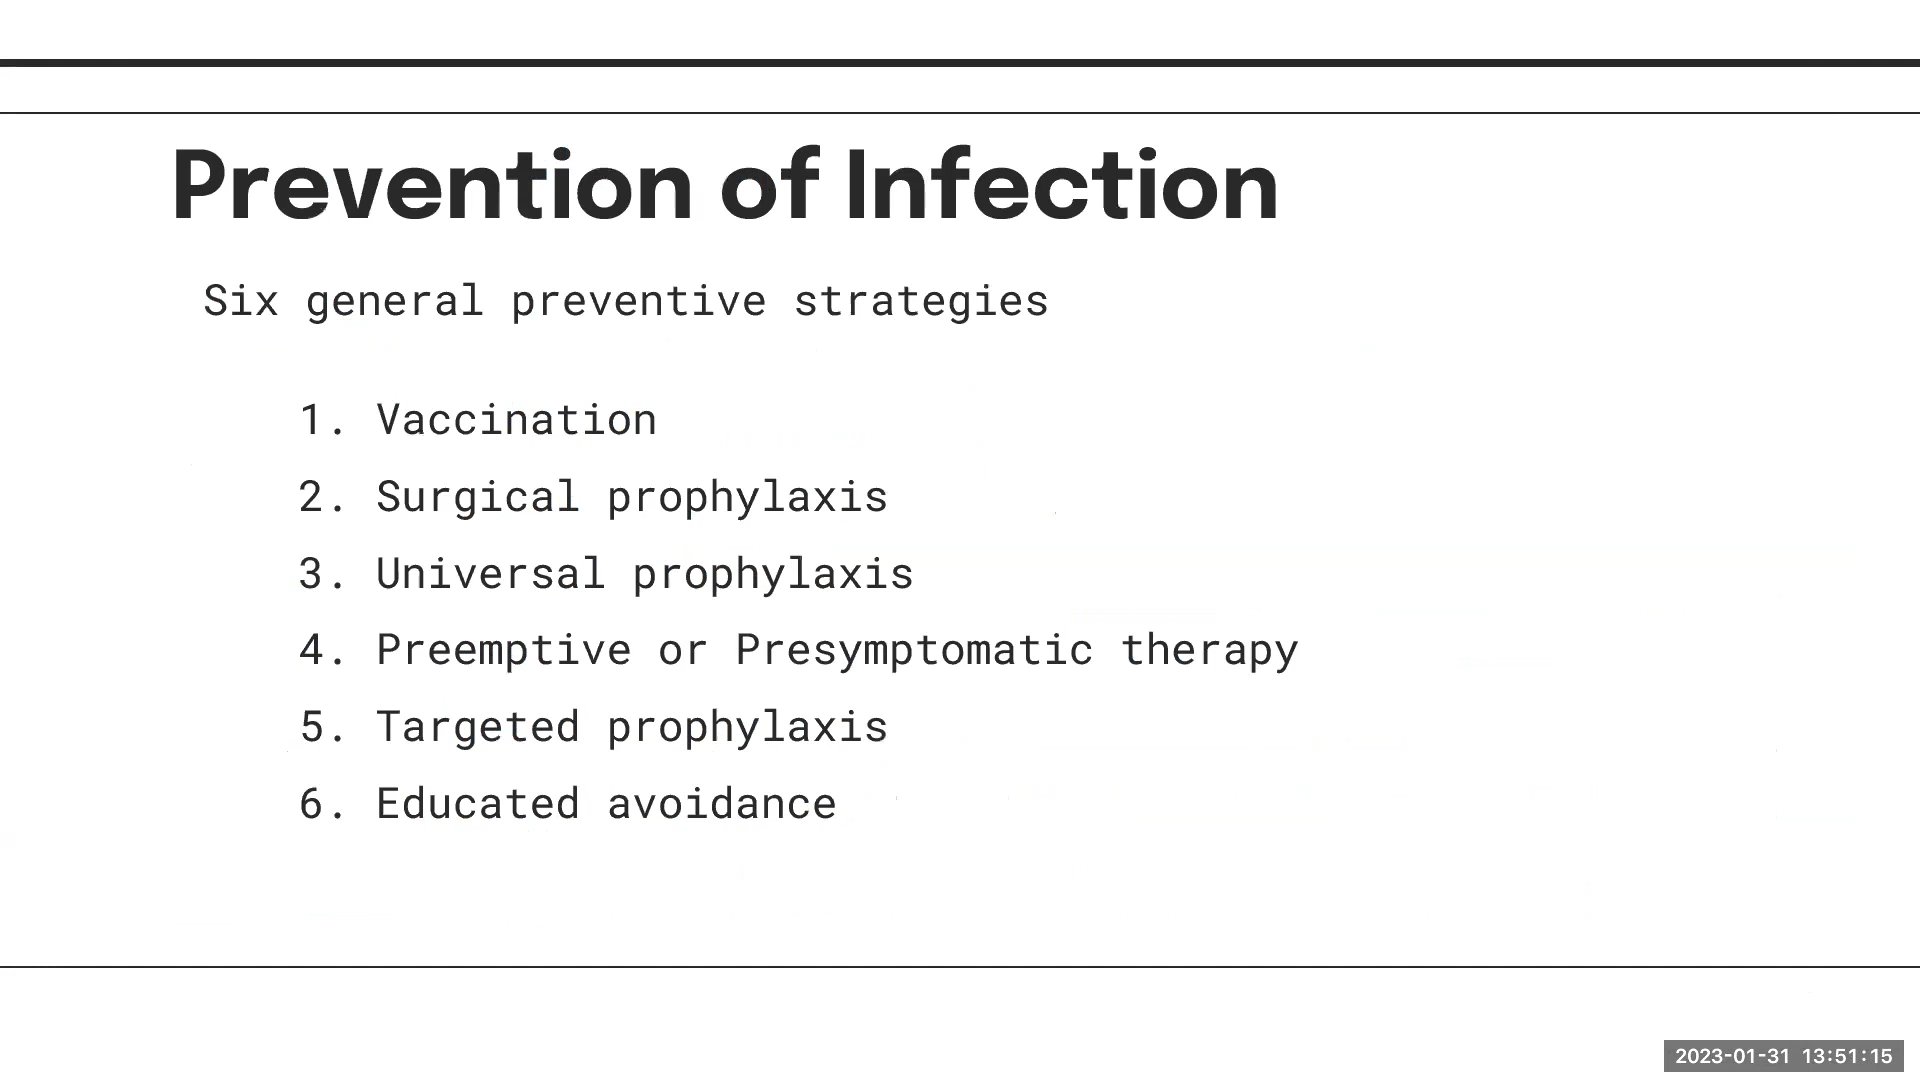 Prevention of Infection
Six general preventive strategies
1. Vaccination
2. Surgical prophylaxis
3. Universal prophylaxis
4. Preemptive or Presymptomatic therapy
5. Targeted prophylaxis
6. Educated avoidance
2023-01-31 13:51:15